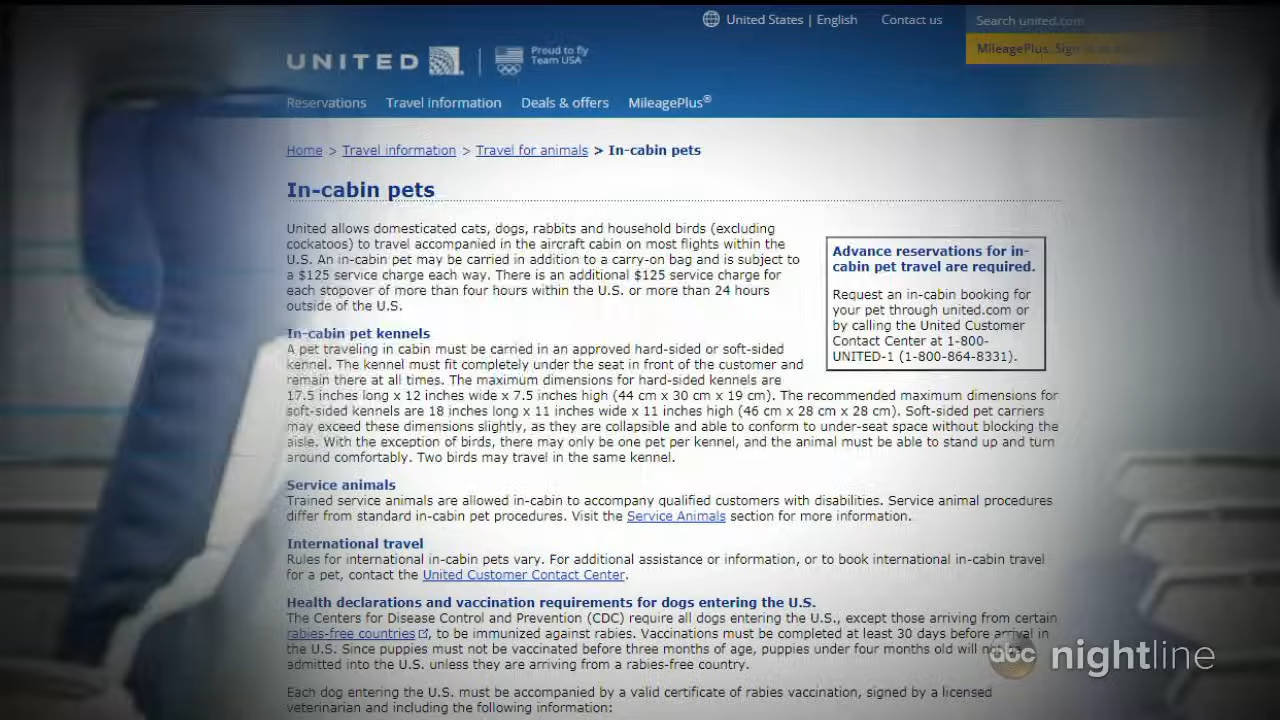 United States | English
Contact us
Search united.com
MileagePlus. Sign in
UNITED
Proud to fly
Team USA
Reservations
Travel information
Deals & offers
MileagePlus®
Home > Travel information > Travel for animals > In-cabin pets
In-cabin pets
United allows domesticated cats, dogs, rabbits and household birds (excluding
cockatoos) to travel accompanied in the aircraft cabin on most flights within the
U.S. An in-cabin pet may be carried in addition to a carry-on bag and is subject to
a $125 service charge each way. There is an additional $125 service charge for
each stopover of more than four hours within the U.S. or more than 24 hours
outside of the U.S.
Advance reservations for in-
cabin pet travel are required.
Request an in-cabin booking for
your pet through united.com or
by calling the United Customer
Contact Center at 1-800-
UNITED-1 (1-800-864-8331).
In-cabin pet kennels
A pet traveling in cabin must be carried in an approved hard-sided or soft-sided
kennel. The kennel must fit completely under the seat in front of the customer and
remain there at all times. The maximum dimensions for hard-sided kennels are
17.5 inches long x 12 inches wide x 7.5 inches high (44 cm x 30 cm x 19 cm). The recommended maximum dimensions for
soft-sided kennels are 18 inches long x 11 inches wide x 11 inches high (46 cm x 28 cm x 28 cm). Soft-sided pet carriers
may exceed these dimensions slightly, as they are collapsible and able to conform to under-seat space without blocking the
aisle. With the exception of birds, there may only be one pet per kennel, and the animal must be able to stand up and turn
around comfortably. Two birds may travel in the same kennel.
Service animals
Trained service animals are allowed in-cabin to accompany qualified customers with disabilities. Service animal procedures
differ from standard in-cabin pet procedures. Visit the Service Animals section for more information.
International travel
Rules for international in-cabin pets vary. For additional assistance or information, or to book international in-cabin travel
for a pet, contact the United Customer Contact Center.
Health declarations and vaccination requirements for dogs entering the U.S.
The Centers for Disease Control and Prevention (CDC) require all dogs entering the U.S., except those arriving from certain
rabies-free countries, to be immunized against rabies. Vaccinations must be completed at least 30 days before arrival in
the U.S. Since puppies must not be vaccinated before three months of age, puppies under four months old will not be
admitted into the U.S. unless they are arriving from a rabies-free country.
Each dog entering the U.S. must be accompanied by a valid certificate of rabies vaccination, signed by a licensed
veterinarian and including the following information:
abc nightline